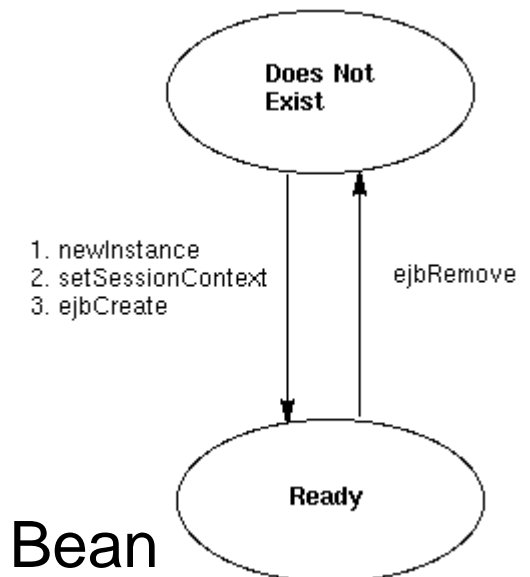 Does Not
Exist
1. newInstance
2. setSessionContext
3. ejbCreate
ejbRemove
Ready
Bean